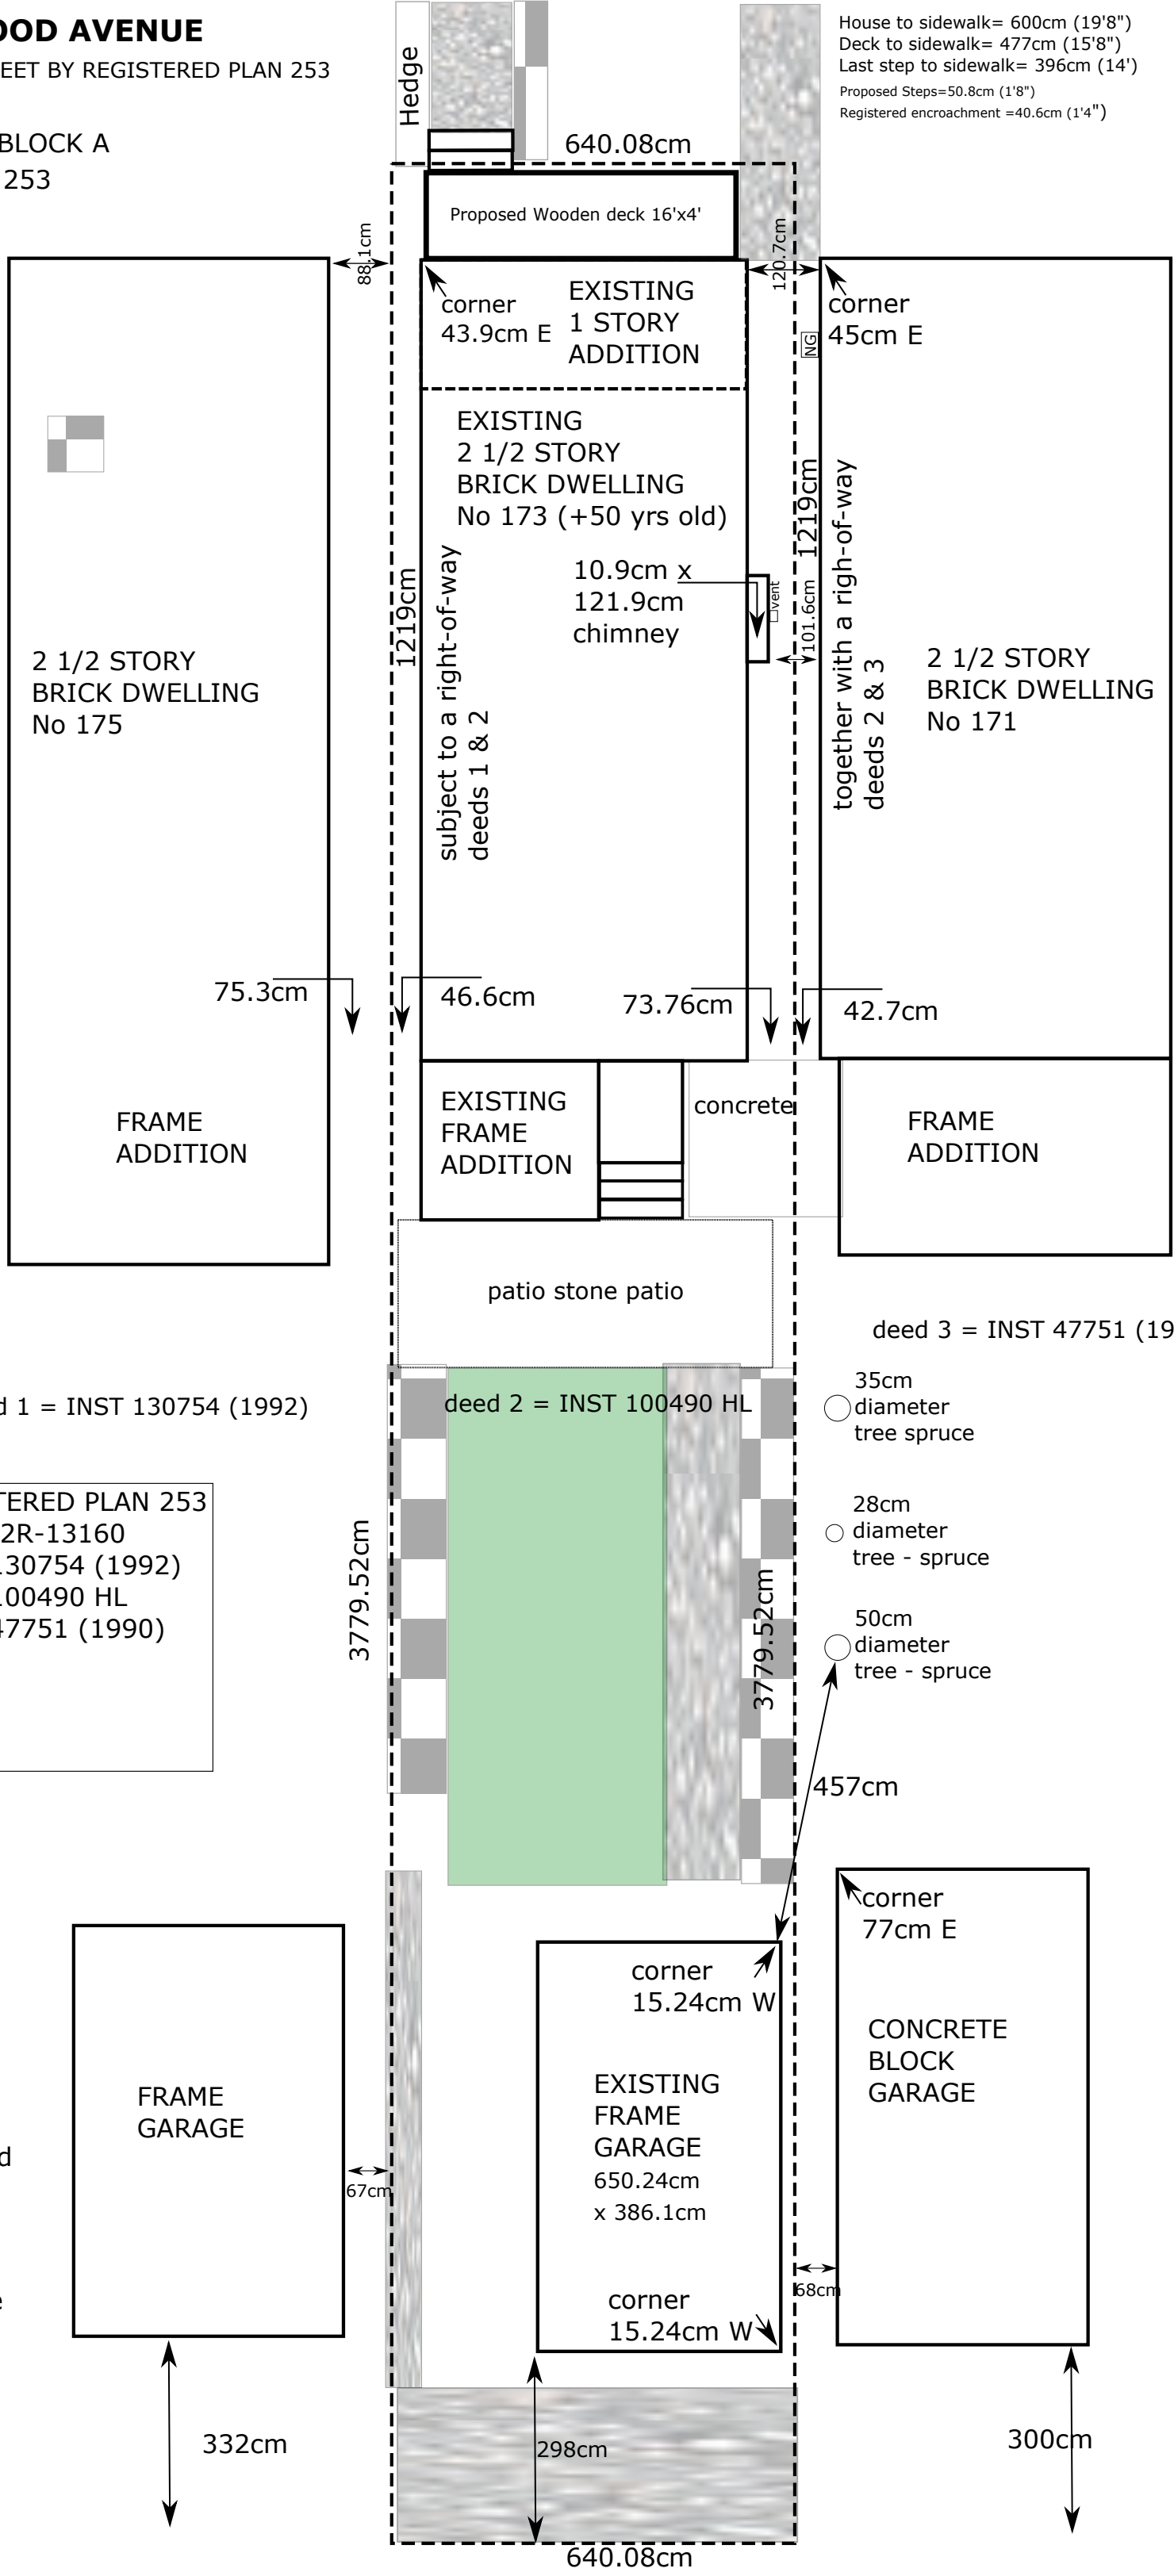 OOD AVENUE
EET BY REGISTERED PLAN 253
BLOCK A
253
House to sidewalk= 600cm (19'8")
Deck to sidewalk= 477cm (15'8")
Last step to sidewalk= 396cm (14')
Proposed Steps=50.8cm (1'8")
Registered encroachment =40.6cm (1'4")
Hedge
640.08cm
Proposed Wooden deck 16'x4'
88.1cm
120.7cm
corner
43.9cm E
EXISTING
1 STORY
ADDITION
corner
45cm E
NG
EXISTING
2 1/2 STORY
BRICK DWELLING
No 173 (+50 yrs old)
10.9cm x
121.9cm
chimney
vent
101.6cm
1219cm
1219cm
subject to a right-of-way
deeds 1 & 2
together with a righ-of-way
deeds 2 & 3
2 1/2 STORY
BRICK DWELLING
No 175
2 1/2 STORY
BRICK DWELLING
No 171
75.3cm
46.6cm
73.76cm
42.7cm
FRAME
ADDITION
EXISTING
FRAME
ADDITION
concrete
FRAME
ADDITION
patio stone patio
deed 3 = INST 47751 (19
d 1 = INST 130754 (1992)
deed 2 = INST 100490 HL
35cm
diameter
tree spruce
28cm
diameter
tree - spruce
50cm
diameter
tree - spruce
TERED PLAN 253
2R-13160
130754 (1992)
100490 HL
47751 (1990)
3779.52cm
3779.52cm
457cm
corner
77cm E
corner
15.24cm W
CONCRETE
BLOCK
GARAGE
FRAME
GARAGE
EXISTING
FRAME
GARAGE
650.24cm
x 386.1cm
d
67cm
68cm
e
corner
15.24cm W
332cm
298cm
300cm
640.08cm